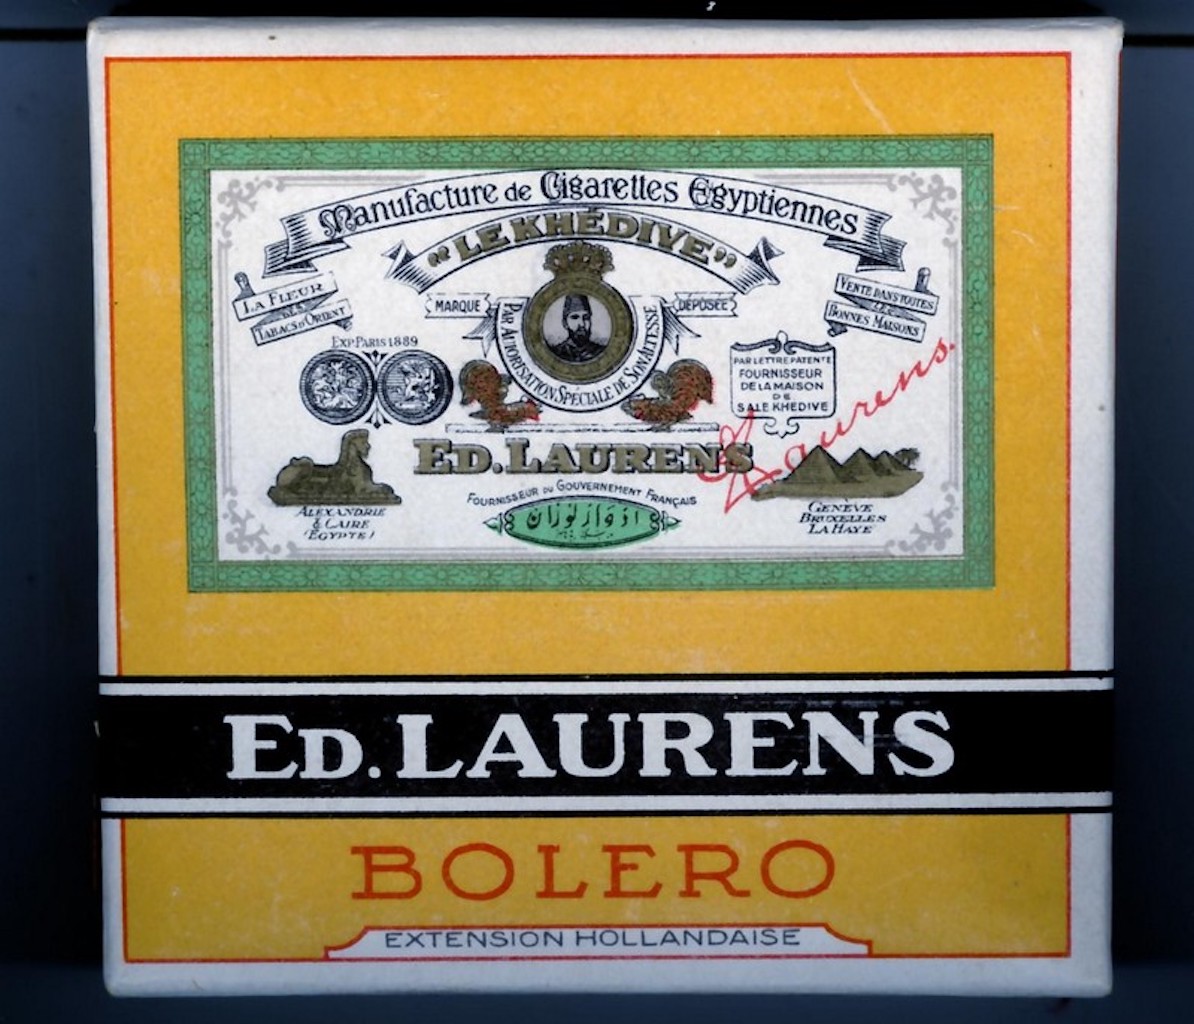 Manufacture de Cigarettes Egyptiennes
"LE KHÉDIVE"
LA FLEUR
DES
TABACS D'ORIENT
MARQUE
DÉPOSÉE
VENTE DANS TOUTES
LES
BONNES MAISONS
EXP. PARIS 1889
PAR AUTORISATION SPÉCIALE DE SON ALTESSE
PAR LETTRE PATENTE
FOURNISSEUR
DE LA MAISON
DE
S.A. LE KHEDIVE
Laurens.
ED. LAURENS
FOURNISSEUR DU GOUVERNEMENT FRANÇAIS
ادوار لوران
ALEXANDRIE
& CAIRE
(EGYPTE)
GENÈVE
BRUXELLES
LA HAYE
ED. LAURENS
BOLERO
EXTENSION HOLLANDAISE